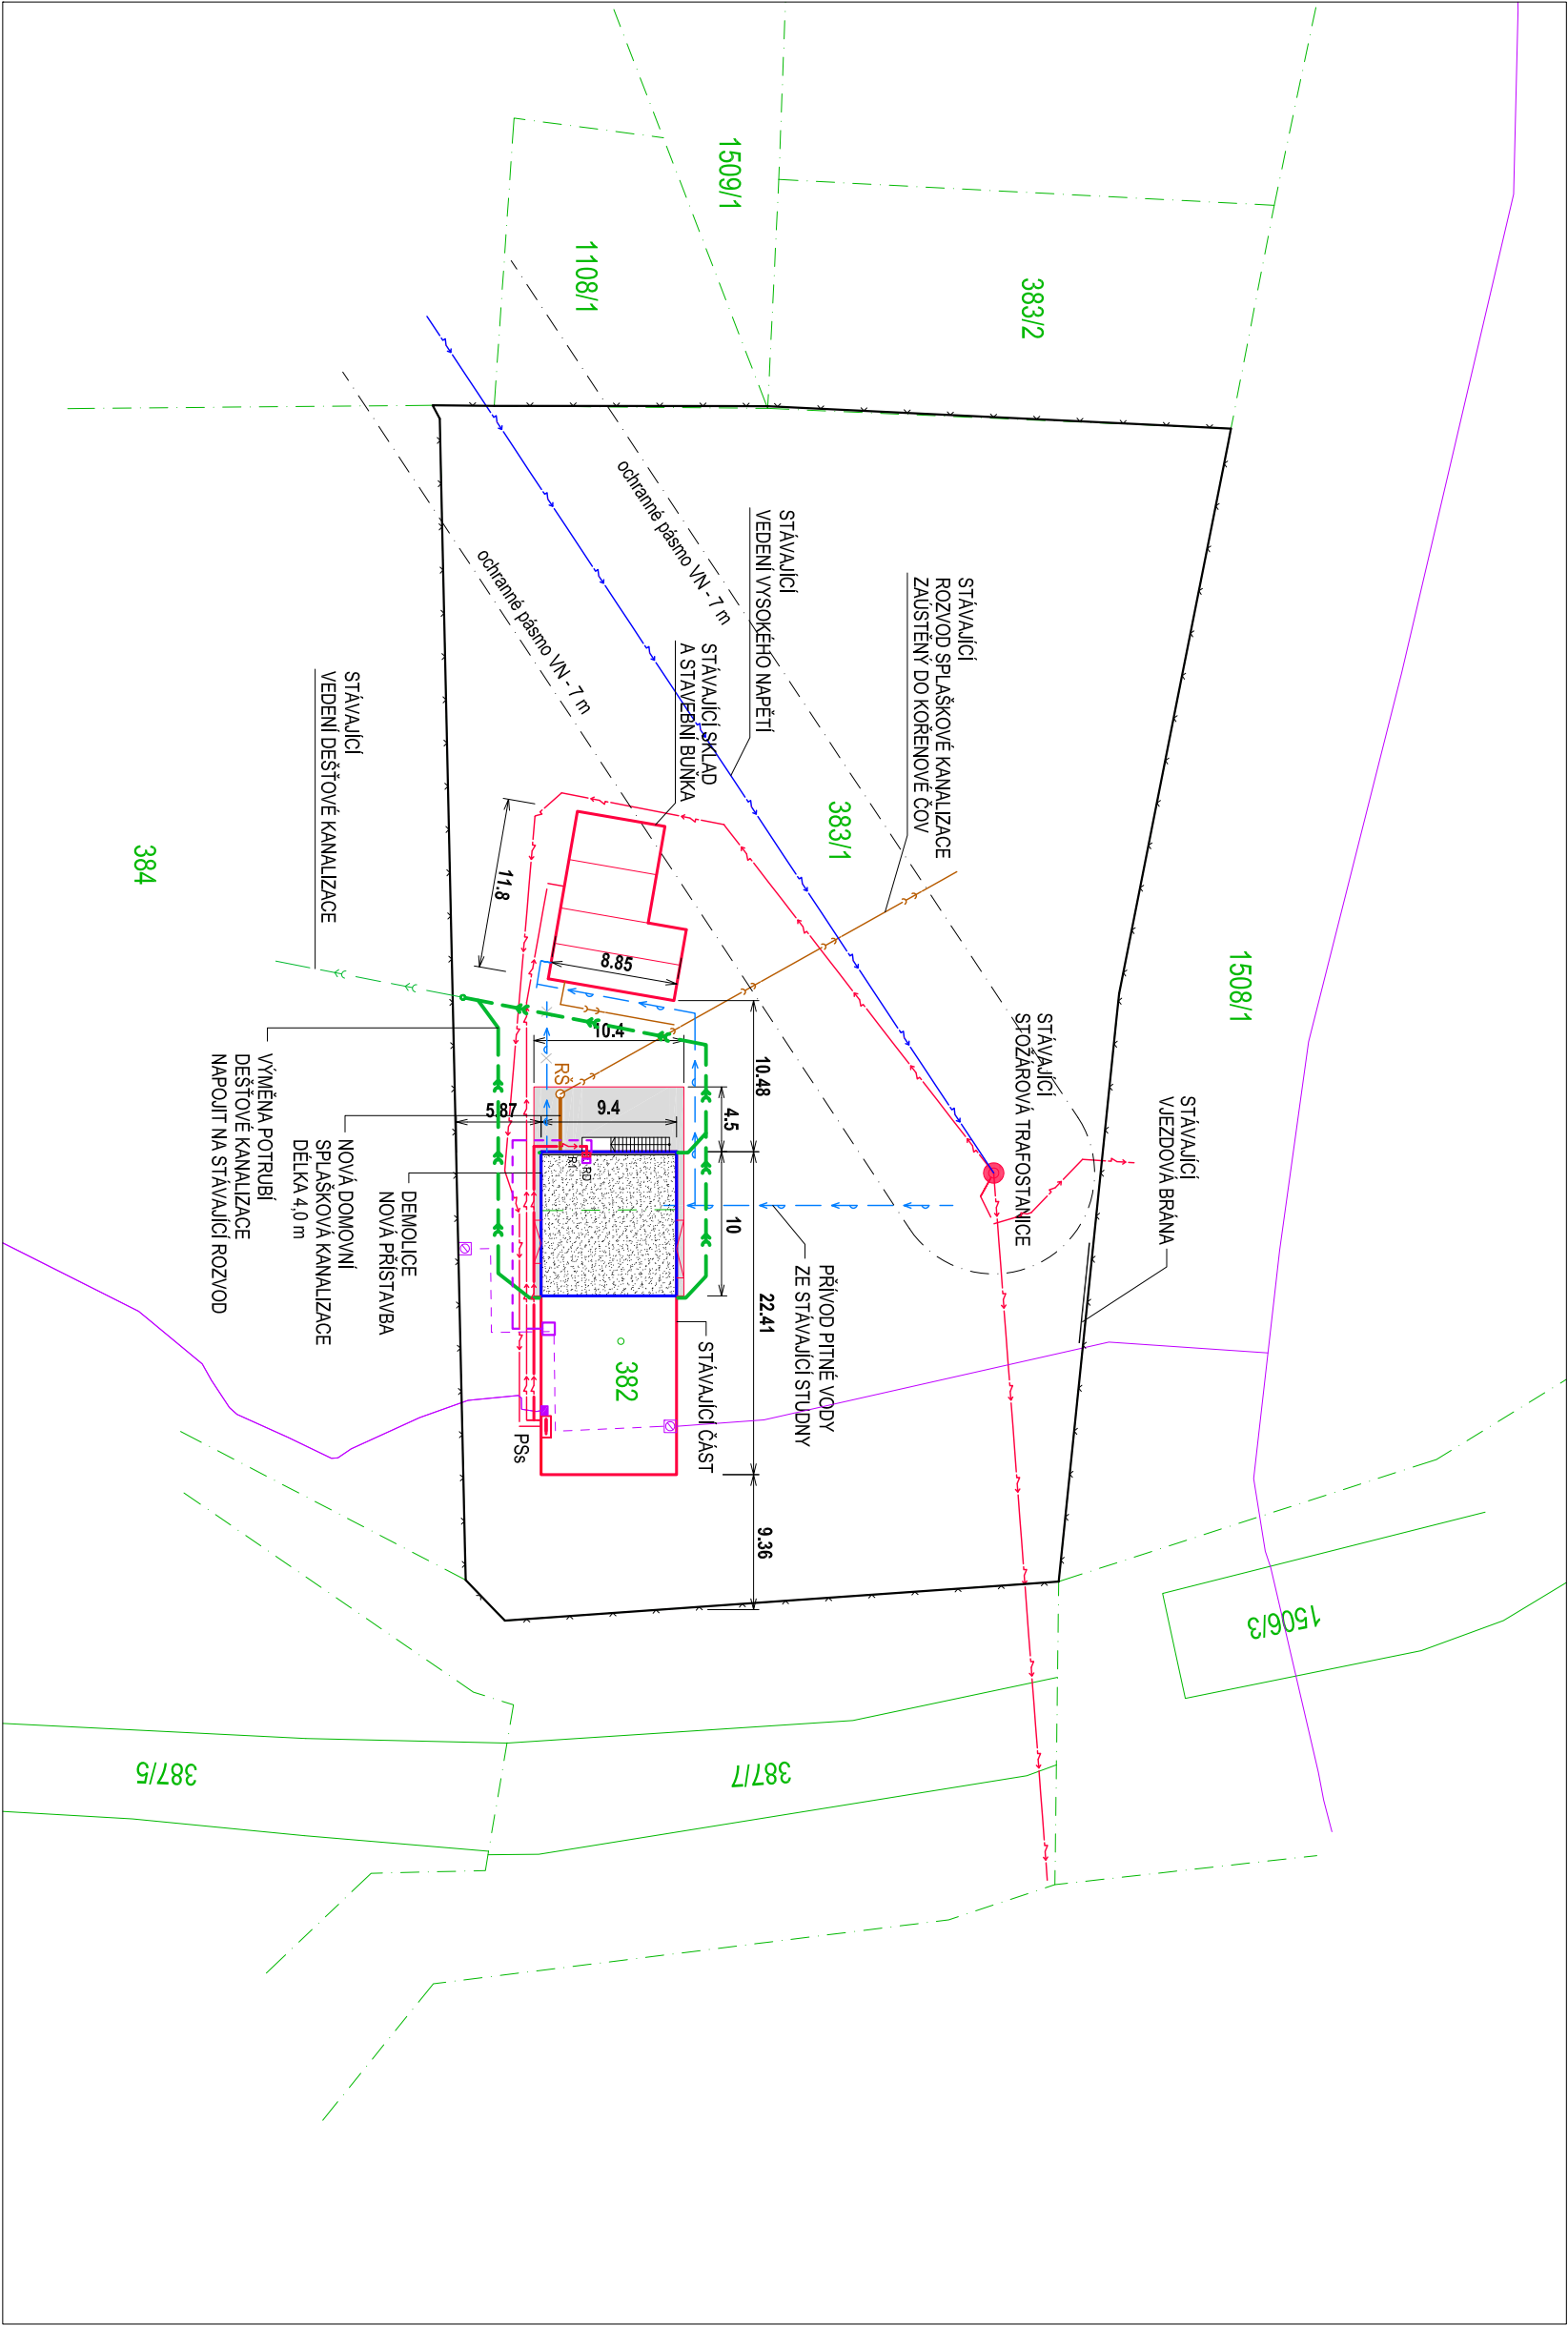 1509/1
1108/1
383/2
ochranné pásmo VN - 7 m
ochranné pásmo VN - 7 m
STÁVAJÍCÍ
VEDENÍ VYSOKÉHO NAPĚTÍ
STÁVAJÍCÍ
ROZVOD SPLAŠKOVÉ KANALIZACE
ZAÚSTĚNÝ DO KOŘENOVÉ ČOV
STÁVAJÍCÍ SKLAD
A STAVEBNÍ BUŇKA
STÁVAJÍCÍ
VEDENÍ DEŠŤOVÉ KANALIZACE
383/1
384
1508/1
11.8
8.85
10.4
10.48
4.5
9.4
5.87
RŠ
RD
R1
10
22.41
9.36
STÁVAJÍCÍ
STOŽÁROVÁ TRAFOSTANICE
STÁVAJÍCÍ
VJEZDOVÁ BRÁNA
PŘÍVOD PITNÉ VODY
ZE STÁVAJÍCÍ STUDNY
STÁVAJÍCÍ ČÁST
382
PSs
DEMOLICE
NOVÁ PŘÍSTAVBA
NOVÁ DOMOVNÍ
SPLAŠKOVÁ KANALIZACE
DÉLKA 4,0 m
VÝMĚNA POTRUBÍ
DEŠŤOVÉ KANALIZACE
NAPOJIT NA STÁVAJÍCÍ ROZVOD
1506/3
387/7
387/5